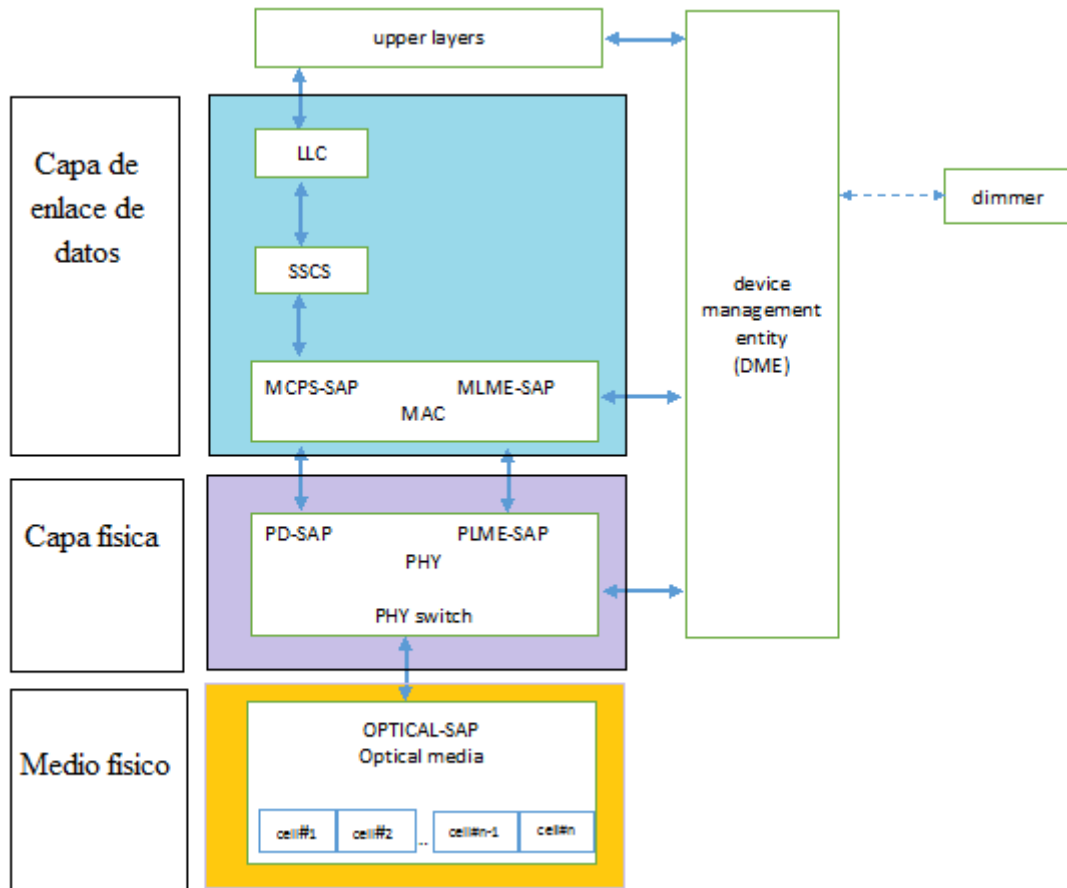 upper layers
Capa de
enlace de
datos
LLC
SSCS
MCPS-SAP MLME-SAP
MAC
device
management
entity
(DME)
dimmer
Capa fisica
PD-SAP PLME-SAP
PHY
PHY switch
Medio fisico
OPTICAL-SAP
Optical media
cell#1 cell#2 .. cell#n-1 cell#n